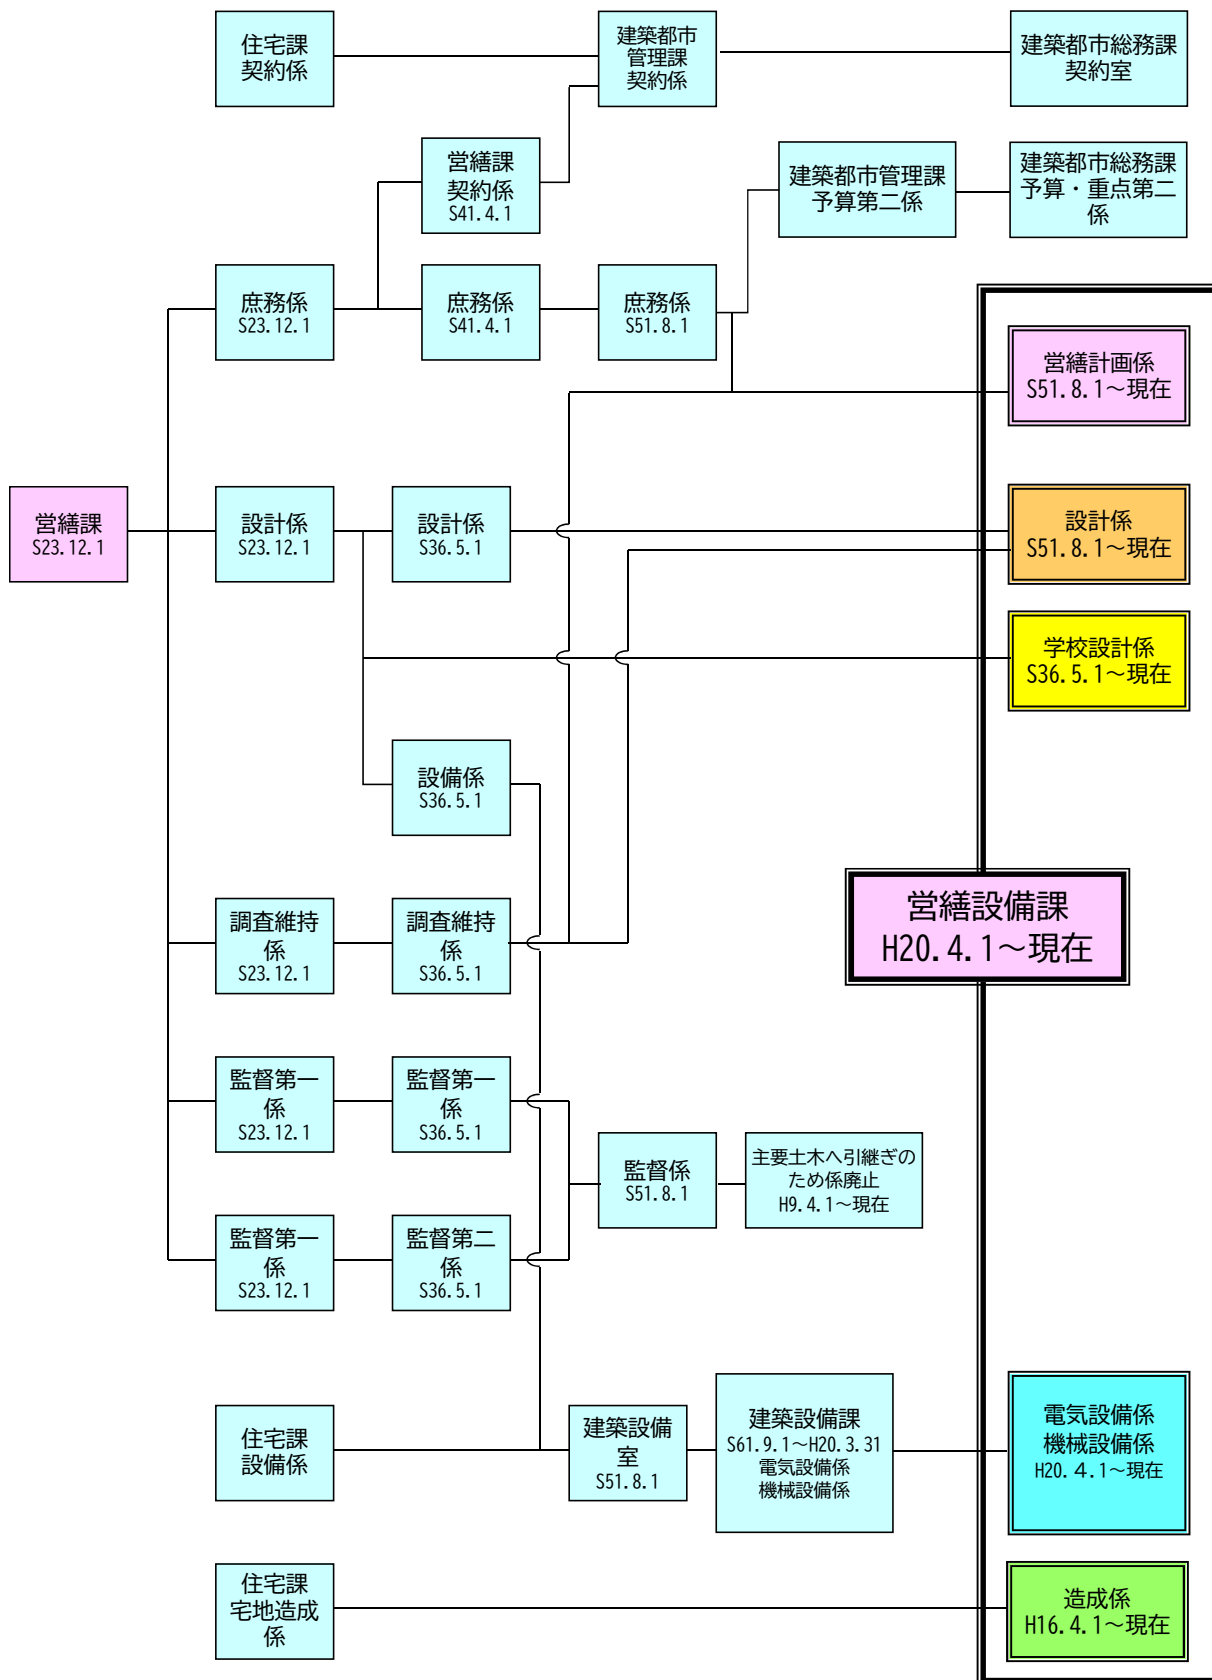 住宅課
契約係
建築都市
管理課
契約係
建築都市総務課
契約室
営繕課
契約係
S41.4.1
建築都市管理課
予算第二係
建築都市総務課
予算・重点第二
係
庶務係
S23.12.1
庶務係
S41.4.1
庶務係
S51.8.1
営繕計画係
S51.8.1～現在
営繕課
S23.12.1
設計係
S23.12.1
設計係
S36.5.1
設計係
S51.8.1～現在
学校設計係
S36.5.1～現在
設備係
S36.5.1
営繕設備課
H20.4.1～現在
調査維持
係
S23.12.1
調査維持
係
S36.5.1
監督第一
係
S23.12.1
監督第一
係
S36.5.1
監督係
S51.8.1
主要土木へ引継ぎの
ため係廃止
H9.4.1～現在
監督第一
係
S23.12.1
監督第二
係
S36.5.1
住宅課
設備係
建築設備
室
S51.8.1
建築設備課
S61.9.1～H20.3.31
電気設備係
機械設備係
電気設備係
機械設備係
H20.４.1～現在
住宅課
宅地造成
係
造成係
H16.4.1～現在